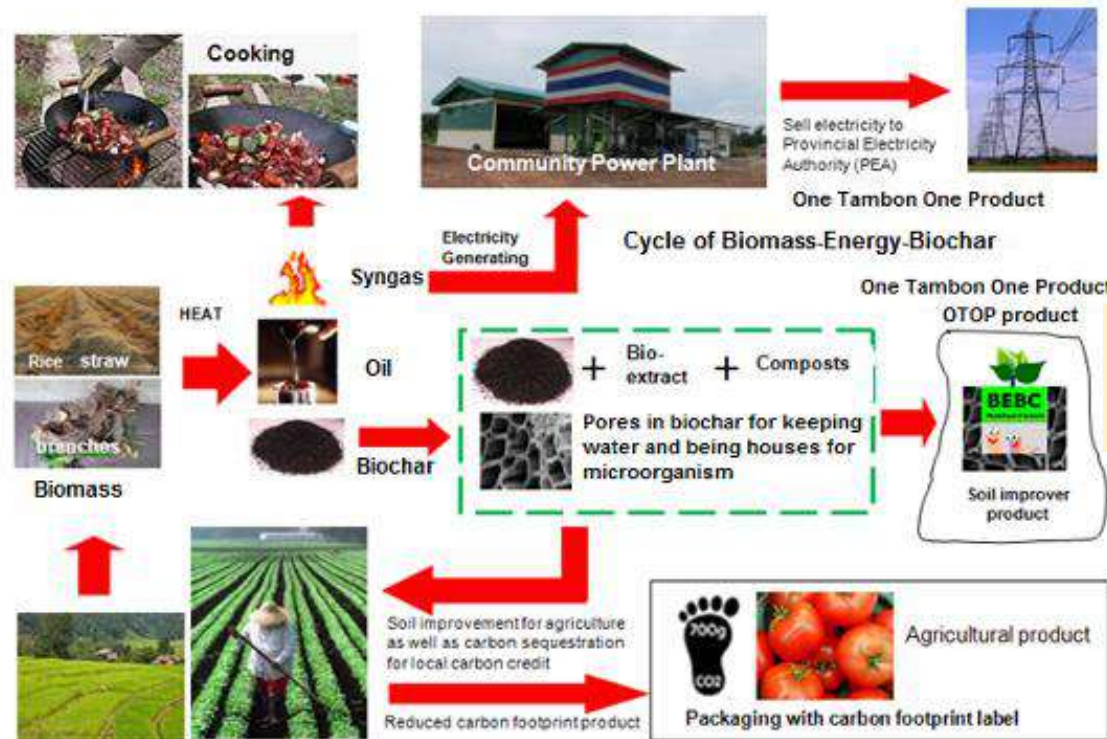 Cooking
Community Power Plant
Sell electricity to
Provincial Electricity
Authority (PEA)
One Tambon One Product
Electricity
Generating
Cycle of Biomass-Energy-Biochar
Syngas
One Tambon One Product
OTOP product
HEAT
Rice straw
branches
Biomass
Oil
Biochar
+ Bio-
extract
+ Composts
Pores in biochar for keeping
water and being houses for
microorganism
BEBC
Soil improver
product
Soil improvement for agriculture
as well as carbon sequestration
for local carbon credit
Reduced carbon footprint product
700g
CO2
Agricultural product
Packaging with carbon footprint label